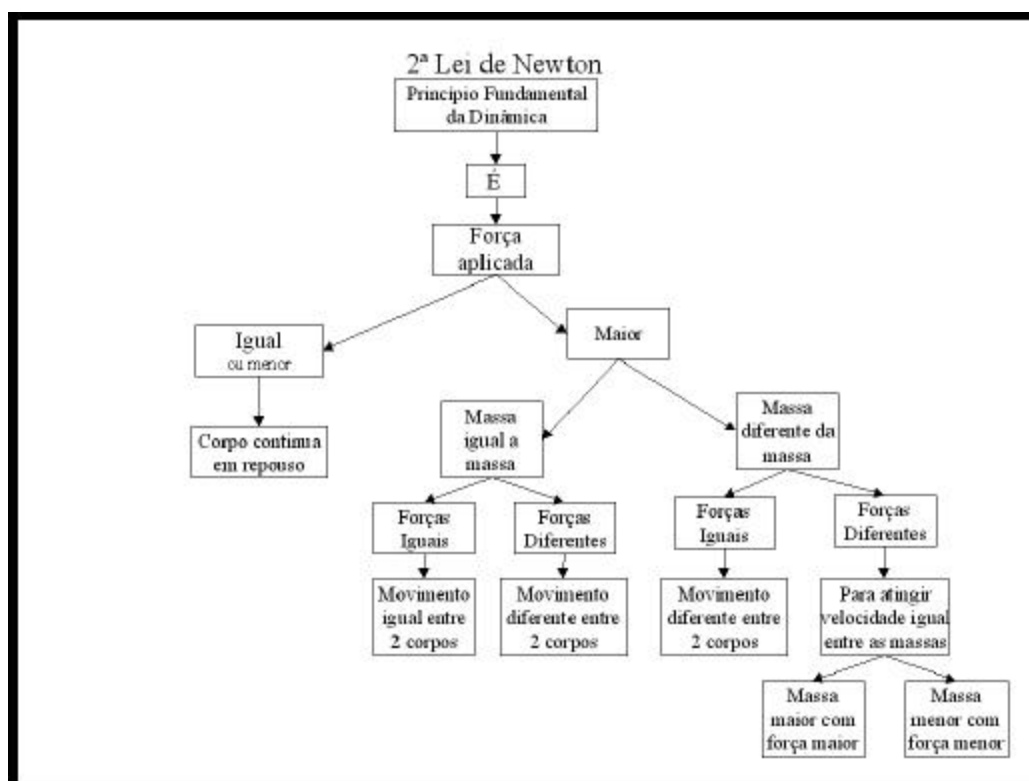 2ª Lei de Newton
Princípio Fundamental
da Dinâmica
É
Força
aplicada
Igual
ou menor
Maior
Corpo continua
em repouso
Massa
igual a
massa
Massa
diferente da
massa
Forças
Iguais
Forças
Diferentes
Forças
Iguais
Forças
Diferentes
Movimento
igual entre
2 corpos
Movimento
diferente entre
2 corpos
Movimento
diferente entre
2 corpos
Para atingir
velocidade igual
entre as massas
Massa
maior com
força maior
Massa
menor com
força menor